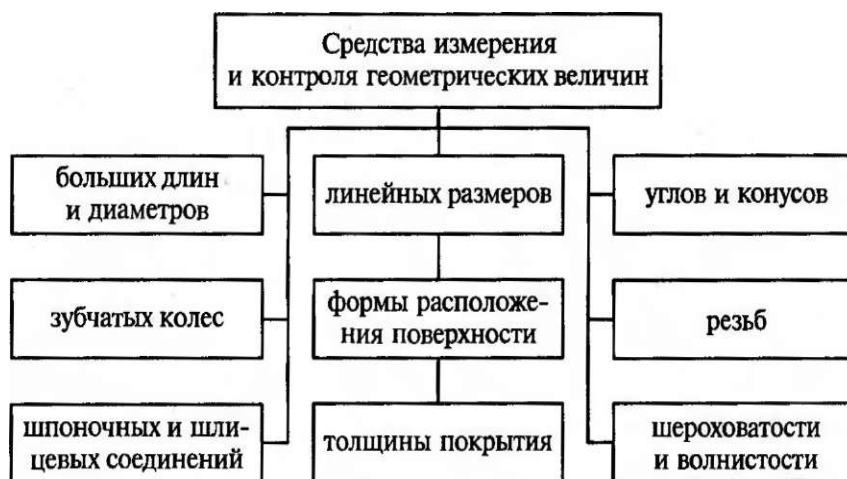 Средства измерения
и контроля геометрических величин
больших длин
и диаметров
линейных размеров
углов и конусов
зубчатых колес
формы расположе-
ния поверхности
резьб
шпоночных и шли-
цевых соединений
толщины покрытия
шероховатости
и волнистости